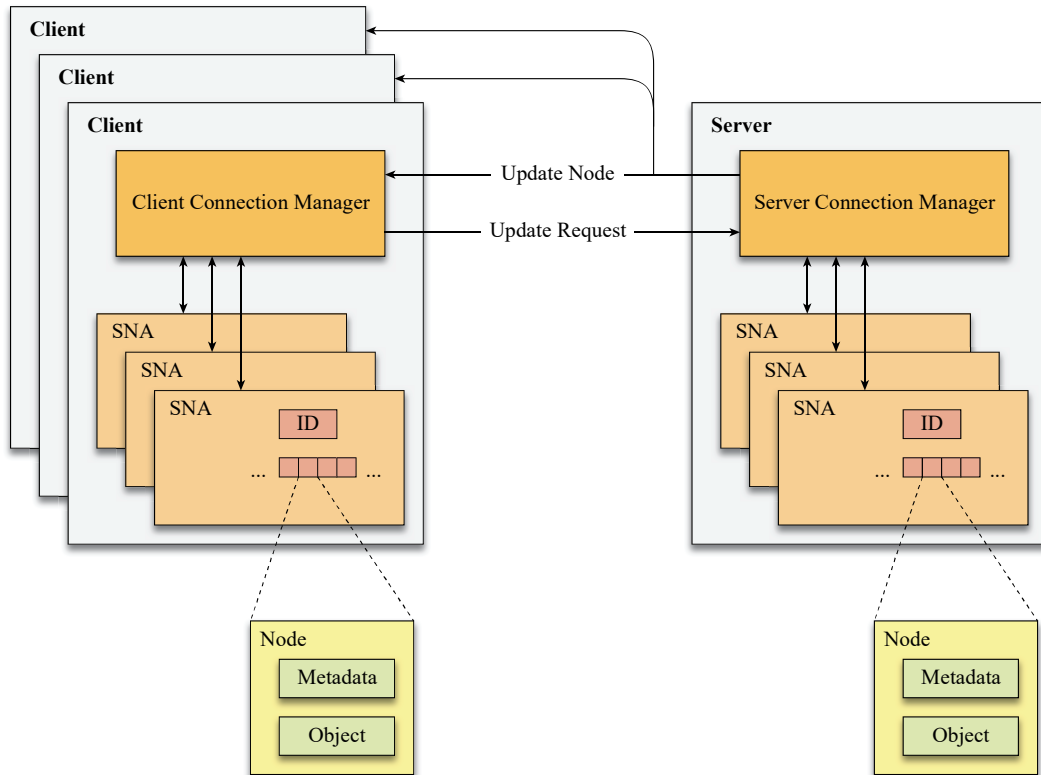 Client
Client
Client
Server
Update Node
Client Connection Manager
Server Connection Manager
Update Request
SNA
SNA
SNA
SNA
SNA
SNA
ID
ID
... ...
... ...
Node
Node
Metadata
Metadata
Object
Object